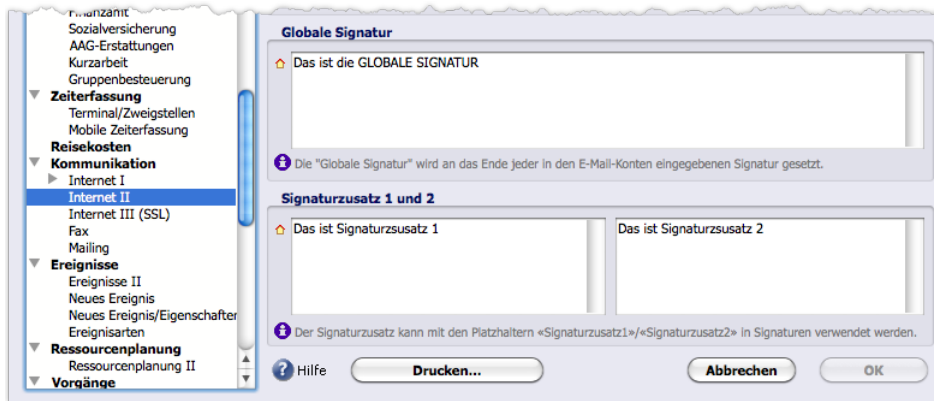 Finanzamt
Sozialversicherung
AAG-Erstattungen
Kurzarbeit
Gruppenbesteuerung
Zeiterfassung
Terminal/Zweigstellen
Mobile Zeiterfassung
Reisekosten
Kommunikation
Internet I
Internet II
Internet III (SSL)
Fax
Mailing
Ereignisse
Ereignisse II
Neues Ereignis
Neues Ereignis/Eigenschaften
Ereignisarten
Ressourcenplanung
Ressourcenplanung II
Vorgänge
Globale Signatur
Das ist die GLOBALE SIGNATUR
Die "Globale Signatur" wird an das Ende jeder in den E-Mail-Konten eingegebenen Signatur gesetzt.
Signaturzusatz 1 und 2
Das ist Signaturzsusatz 1
Das ist Signaturzusatz 2
Der Signaturzusatz kann mit den Platzhaltern «Signaturzusatz1»/«Signaturzusatz2» in Signaturen verwendet werden.
Hilfe
Drucken...
Abbrechen
OK